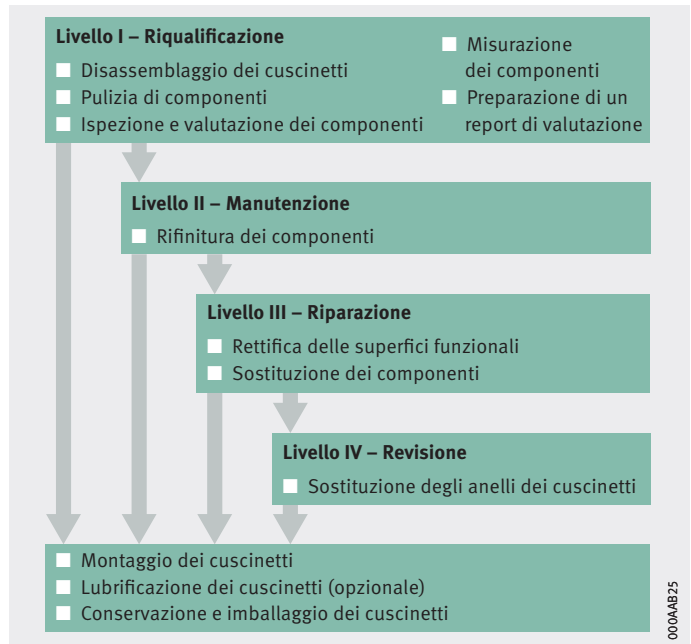 Livello I – Riqualificazione
Disassemblaggio dei cuscinetti
Pulizia di componenti
Ispezione e valutazione dei componenti
Misurazione
dei componenti
Preparazione di un
report di valutazione
Livello II – Manutenzione
Rifinitura dei componenti
Livello III – Riparazione
Rettifica delle superfici funzionali
Sostituzione dei componenti
Livello IV – Revisione
Sostituzione degli anelli dei cuscinetti
Montaggio dei cuscinetti
Lubrificazione dei cuscinetti (opzionale)
Conservazione e imballaggio dei cuscinetti
000AAB25